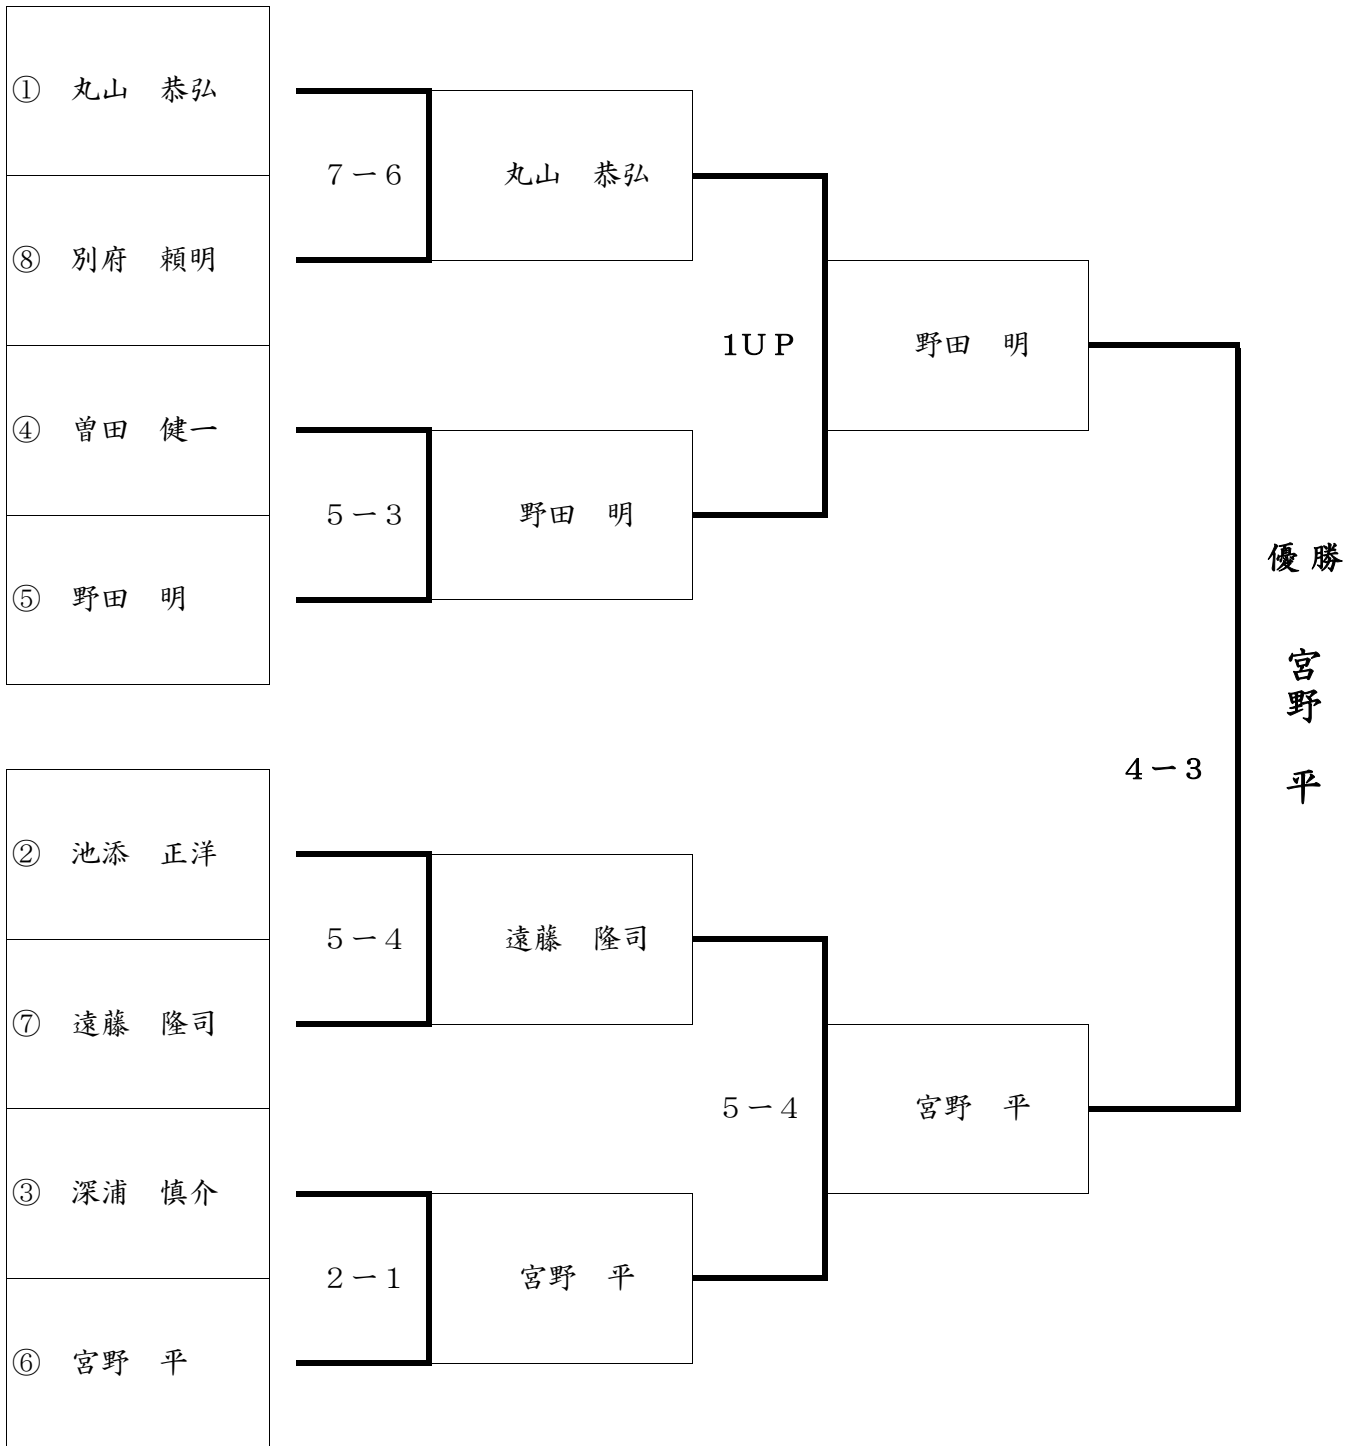 ① 丸山 恭弘
7－6
丸山 恭弘
⑧ 別府 頼明
1UP
野田 明
④ 曽田 健一
5－3
野田 明
⑤ 野田 明
優勝
宮野 平
4－3
② 池添 正洋
5－4
遠藤 隆司
⑦ 遠藤 隆司
5－4
宮野 平
③ 深浦 慎介
2－1
宮野 平
⑥ 宮野 平